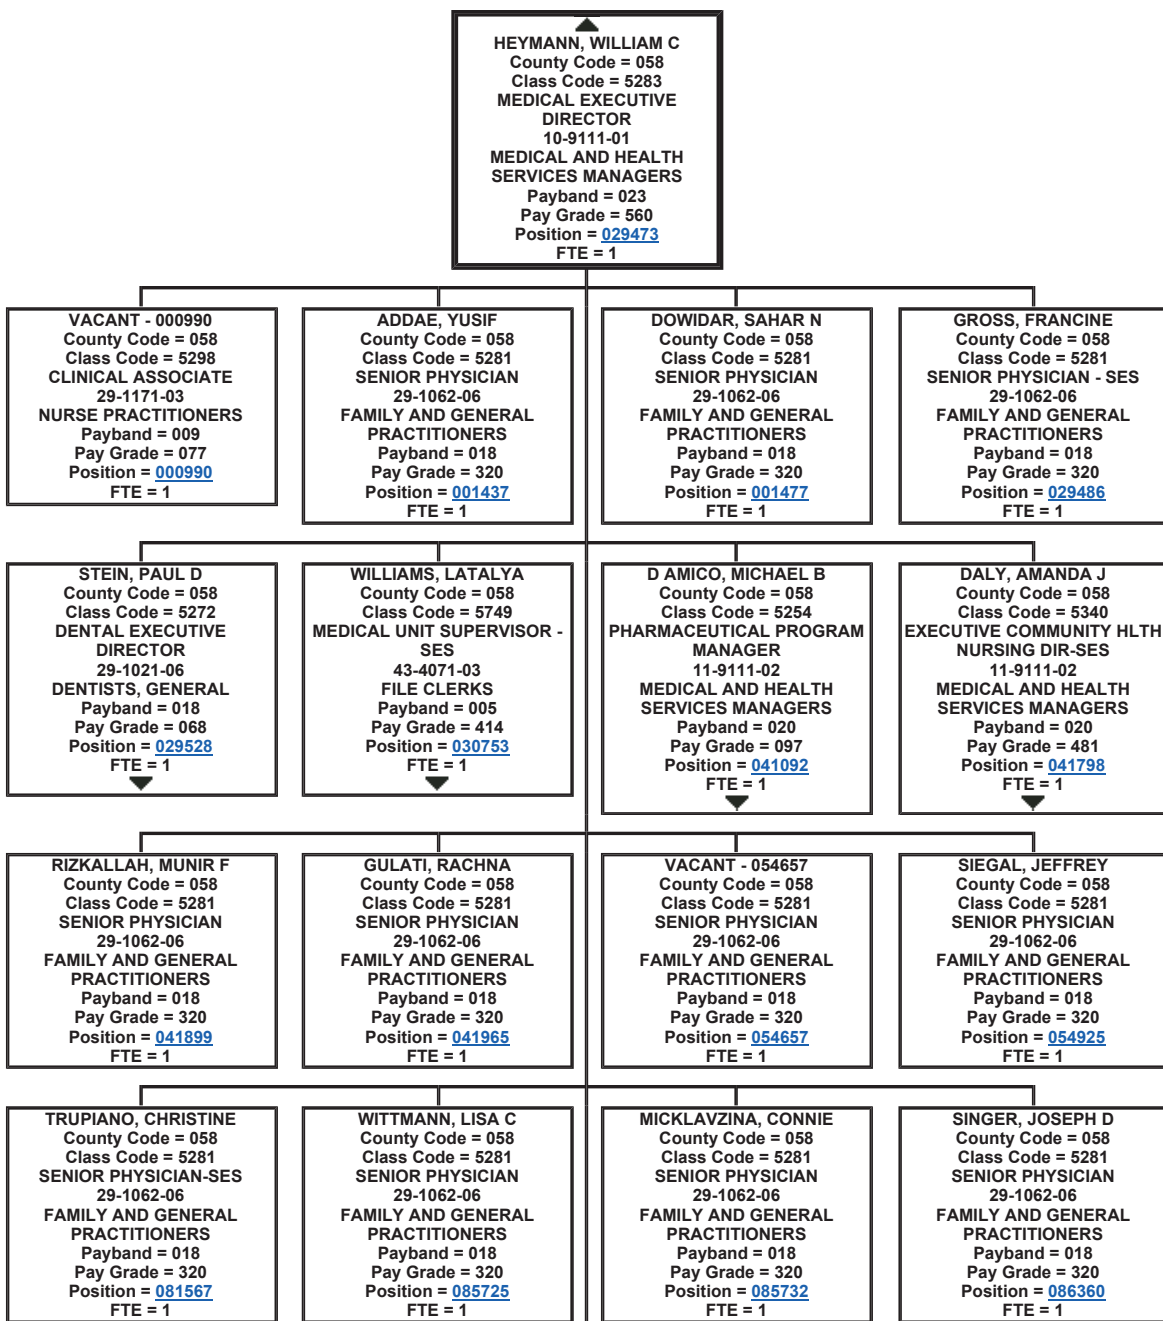 HEYMANN, WILLIAM C
County Code = 058
Class Code = 5283
MEDICAL EXECUTIVE
DIRECTOR
10-9111-01
MEDICAL AND HEALTH
SERVICES MANAGERS
Payband = 023
Pay Grade = 560
Position = 029473
FTE = 1
VACANT - 000990
County Code = 058
Class Code = 5298
CLINICAL ASSOCIATE
29-1171-03
NURSE PRACTITIONERS
Payband = 009
Pay Grade = 077
Position = 000990
FTE = 1
ADDAE, YUSIF
County Code = 058
Class Code = 5281
SENIOR PHYSICIAN
29-1062-06
FAMILY AND GENERAL
PRACTITIONERS
Payband = 018
Pay Grade = 320
Position = 001437
FTE = 1
DOWIDAR, SAHAR N
County Code = 058
Class Code = 5281
SENIOR PHYSICIAN
29-1062-06
FAMILY AND GENERAL
PRACTITIONERS
Payband = 018
Pay Grade = 320
Position = 001477
FTE = 1
GROSS, FRANCINE
County Code = 058
Class Code = 5281
SENIOR PHYSICIAN - SES
29-1062-06
FAMILY AND GENERAL
PRACTITIONERS
Payband = 018
Pay Grade = 320
Position = 029486
FTE = 1
STEIN, PAUL D
County Code = 058
Class Code = 5272
DENTAL EXECUTIVE
DIRECTOR
29-1021-06
DENTISTS, GENERAL
Payband = 018
Pay Grade = 068
Position = 029528
FTE = 1
WILLIAMS, LATALYA
County Code = 058
Class Code = 5749
MEDICAL UNIT SUPERVISOR -
SES
43-4071-03
FILE CLERKS
Payband = 005
Pay Grade = 414
Position = 030753
FTE = 1
D AMICO, MICHAEL B
County Code = 058
Class Code = 5254
PHARMACEUTICAL PROGRAM
MANAGER
11-9111-02
MEDICAL AND HEALTH
SERVICES MANAGERS
Payband = 020
Pay Grade = 097
Position = 041092
FTE = 1
DALY, AMANDA J
County Code = 058
Class Code = 5340
EXECUTIVE COMMUNITY HLTH
NURSING DIR-SES
11-9111-02
MEDICAL AND HEALTH
SERVICES MANAGERS
Payband = 020
Pay Grade = 481
Position = 041798
FTE = 1
RIZKALLAH, MUNIR F
County Code = 058
Class Code = 5281
SENIOR PHYSICIAN
29-1062-06
FAMILY AND GENERAL
PRACTITIONERS
Payband = 018
Pay Grade = 320
Position = 041899
FTE = 1
GULATI, RACHNA
County Code = 058
Class Code = 5281
SENIOR PHYSICIAN
29-1062-06
FAMILY AND GENERAL
PRACTITIONERS
Payband = 018
Pay Grade = 320
Position = 041965
FTE = 1
VACANT - 054657
County Code = 058
Class Code = 5281
SENIOR PHYSICIAN
29-1062-06
FAMILY AND GENERAL
PRACTITIONERS
Payband = 018
Pay Grade = 320
Position = 054657
FTE = 1
SIEGAL, JEFFREY
County Code = 058
Class Code = 5281
SENIOR PHYSICIAN
29-1062-06
FAMILY AND GENERAL
PRACTITIONERS
Payband = 018
Pay Grade = 320
Position = 054925
FTE = 1
TRUPIANO, CHRISTINE
County Code = 058
Class Code = 5281
SENIOR PHYSICIAN-SES
29-1062-06
FAMILY AND GENERAL
PRACTITIONERS
Payband = 018
Pay Grade = 320
Position = 081567
FTE = 1
WITTMANN, LISA C
County Code = 058
Class Code = 5281
SENIOR PHYSICIAN
29-1062-06
FAMILY AND GENERAL
PRACTITIONERS
Payband = 018
Pay Grade = 320
Position = 085725
FTE = 1
MICKLAVZINA, CONNIE
County Code = 058
Class Code = 5281
SENIOR PHYSICIAN
29-1062-06
FAMILY AND GENERAL
PRACTITIONERS
Payband = 018
Pay Grade = 320
Position = 085732
FTE = 1
SINGER, JOSEPH D
County Code = 058
Class Code = 5281
SENIOR PHYSICIAN
29-1062-06
FAMILY AND GENERAL
PRACTITIONERS
Payband = 018
Pay Grade = 320
Position = 086360
FTE = 1